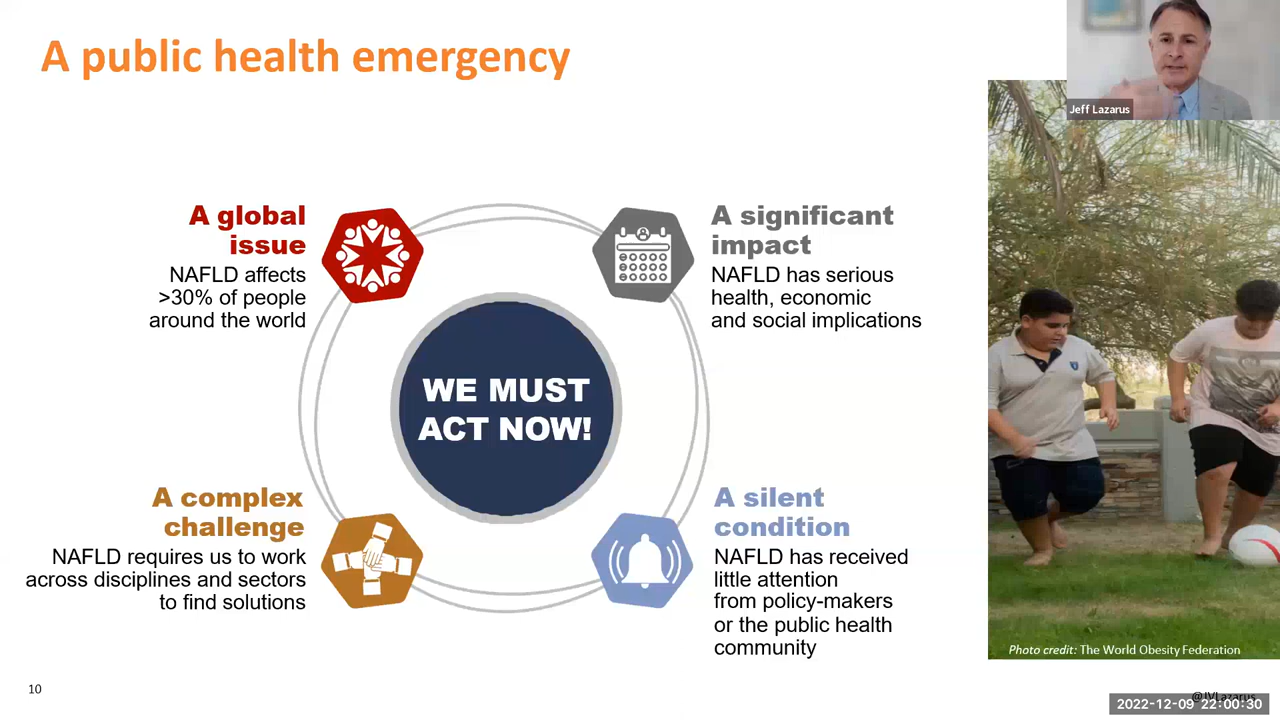 A public health emergency
Jeff Lazarus
A global
issue
NAFLD affects
>30% of people
around the world
A significant
impact
NAFLD has serious
health, economic
and social implications
WE MUST
ACT NOW!
A complex
challenge
NAFLD requires us to work
across disciplines and sectors
to find solutions
A silent
condition
NAFLD has received
little attention
from policy-makers
or the public health
community
Photo credit: The World Obesity Federation
10
@JVLazarus
2022-12-09 22:00:30